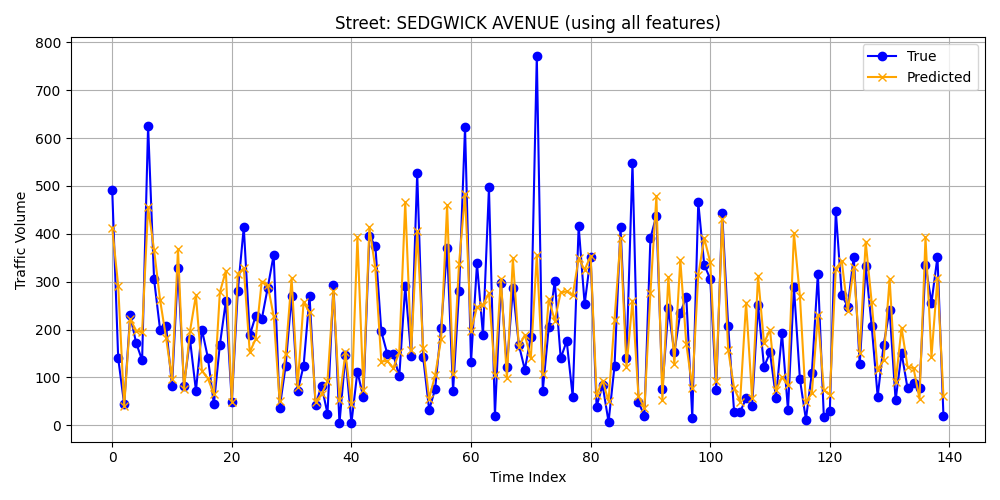 Street: SEDGWICK AVENUE (using all features)
True
Predicted
Traffic Volume
800
700
600
500
400
300
200
100
0
0 20 40 60 80 100 120 140
Time Index